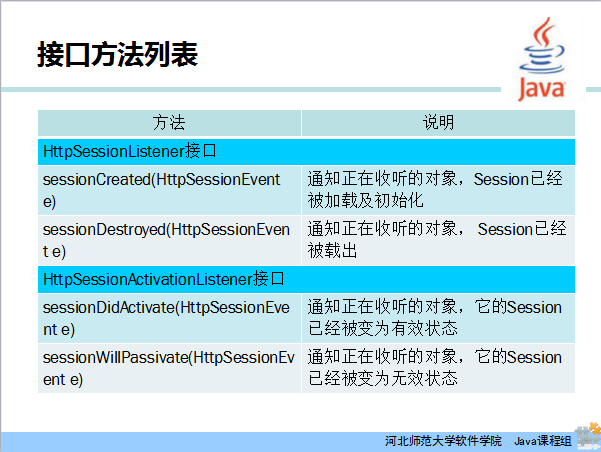 接口方法列表
Java
方法
说明
HttpSessionListener接口
sessionCreated(HttpSessionEvent
e)
通知正在收听的对象，Session已经
被加载及初始化
sessionDestroyed(HttpSessionEven
t e)
通知正在收听的对象， Session已经
被载出
HttpSessionActivationListener接口
sessionDidActivate(HttpSessionEve
nt e)
通知正在收听的对象，它的Session
已经被变为有效状态
sessionWillPassivate(HttpSessionEv
ent e)
通知正在收听的对象，它的Session
已经被变为无效状态
河北师范大学软件学院 Java课程组